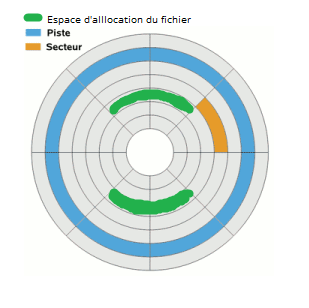 Espace d'alllocation du fichier
Piste
Secteur